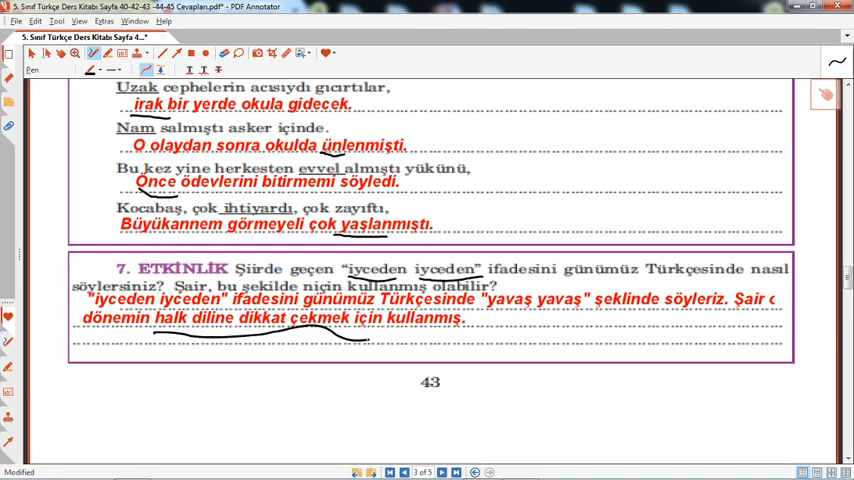 5. Sınıf Türkçe Ders Kitabı Sayfa 40-42-43 -44-45 Cevapları.pdf* - PDF Annotator
File Edit Tool View Extras Window Help
5. Sınıf Türkçe Ders Kitabı Sayfa 4...*
Pen
Uzak cephelerin acısıydı gıcırtılar,
irak bir yerde okula gidecek.
Nam salmıştı asker içinde.
O olaydan sonra okulda ünlenmişti.
Bu kez yine herkesten evvel almıştı yükünü,
Önce ödevlerini bitirmemi söyledi.
Kocabaş, çok ihtiyardı, çok zayıftı,
Büyükannem görmeyeli çok yaşlanmıştı.
7. ETKİNLİK Şiirde geçen “iyceden iyceden” ifadesini günümüz Türkçesinde nasıl
söylersiniz? Şair, bu şekilde niçin kullanmış olabilir?
"iyceden iyceden" ifadesini günümüz Türkçesinde "yavaş yavaş" şeklinde söyleriz. Şair
dönemin halk diline dikkat çekmek için kullanmış.
43
Modified
3 of 5